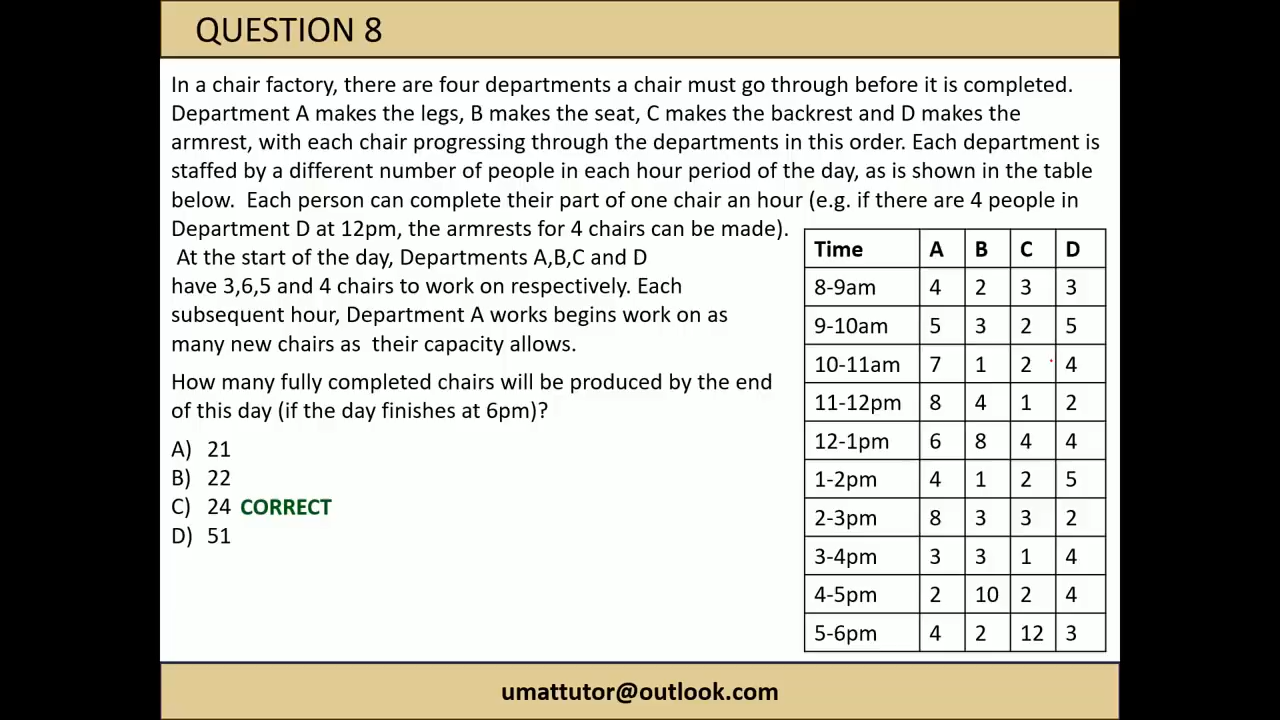 QUESTION 8
In a chair factory, there are four departments a chair must go through before it is completed.
Department A makes the legs, B makes the seat, C makes the backrest and D makes the
armrest, with each chair progressing through the departments in this order. Each department is
staffed by a different number of people in each hour period of the day, as is shown in the table
below.  Each person can complete their part of one chair an hour (e.g. if there are 4 people in
Department D at 12pm, the armrests for 4 chairs can be made).
At the start of the day, Departments A,B,C and D
have 3,6,5 and 4 chairs to work on respectively. Each
subsequent hour, Department A works begins work on as
many new chairs as  their capacity allows.
How many fully completed chairs will be produced by the end
of this day (if the day finishes at 6pm)?
A) 21
B) 22
C) 24 CORRECT
D) 51
Time A B C D
8-9am 4 2 3 3
9-10am 5 3 2 5
10-11am 7 1 2 4
11-12pm 8 4 1 2
12-1pm 6 8 4 4
1-2pm 4 1 2 5
2-3pm 8 3 3 2
3-4pm 3 3 1 4
4-5pm 2 10 2 4
5-6pm 4 2 12 3
umattutor@outlook.com